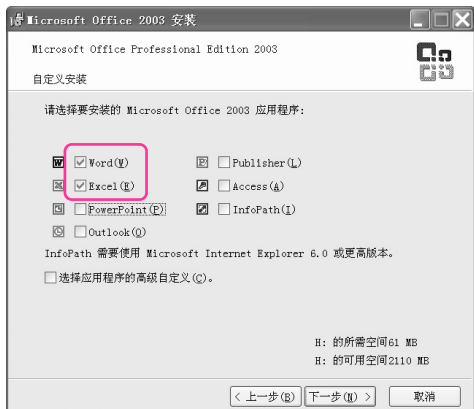 Microsoft Office 2003 安装
Microsoft Office Professional Edition 2003
自定义安装
请选择要安装的 Microsoft Office 2003 应用程序:
Word(W) Publisher(L)
Excel(E) Access(A)
PowerPoint(P) InfoPath(I)
Outlook(O)
InfoPath 需要使用 Microsoft Internet Explorer 6.0 或更高版本。
选择应用程序的高级自定义(C)。
H: 的所需空间61 MB
H: 的可用空间2110 MB
< 上一步(B) 下一步(N) > 取消